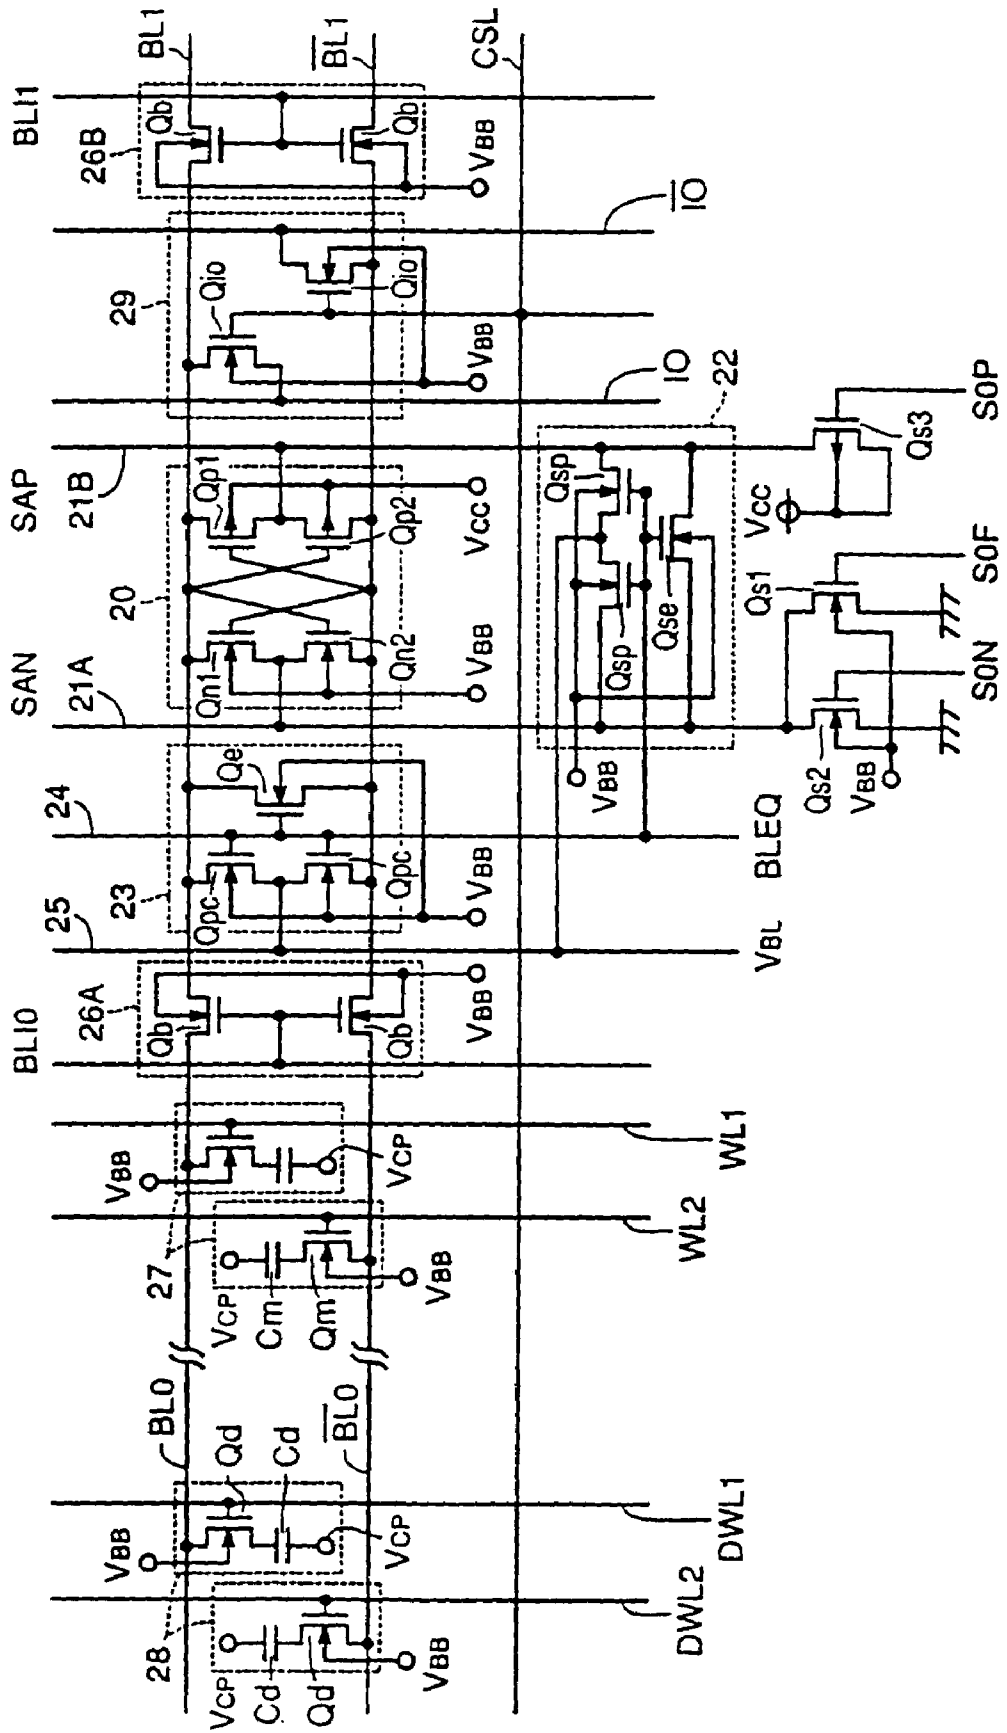 BLI0
25
24
SAN
21A
SAP
21B
BLI1
26A
23
20
29
26B
BL1
BL1
CSL
Qb
Qb
VBB
Qpc
Qpc
Qe
VBB
Qn1
Qn2
VBB
Qp1
Qp2
VCC
Qio
Qio
VBB
Qb
Qb
VBB
28
VCP
Cd
Qd
VBB
VBB
BL0
Qd
Cd
VCP
BL0
27
VCP
Cm
Qm
VBB
VBB
VCP
DWL2
DWL1
WL2
WL1
VBL
BLEQ
VBB
Qsp
Qsp
Qse
22
IO
IO
Qs2
VBB
Qs1
VCC
Qs3
S0N
S0F
S0P